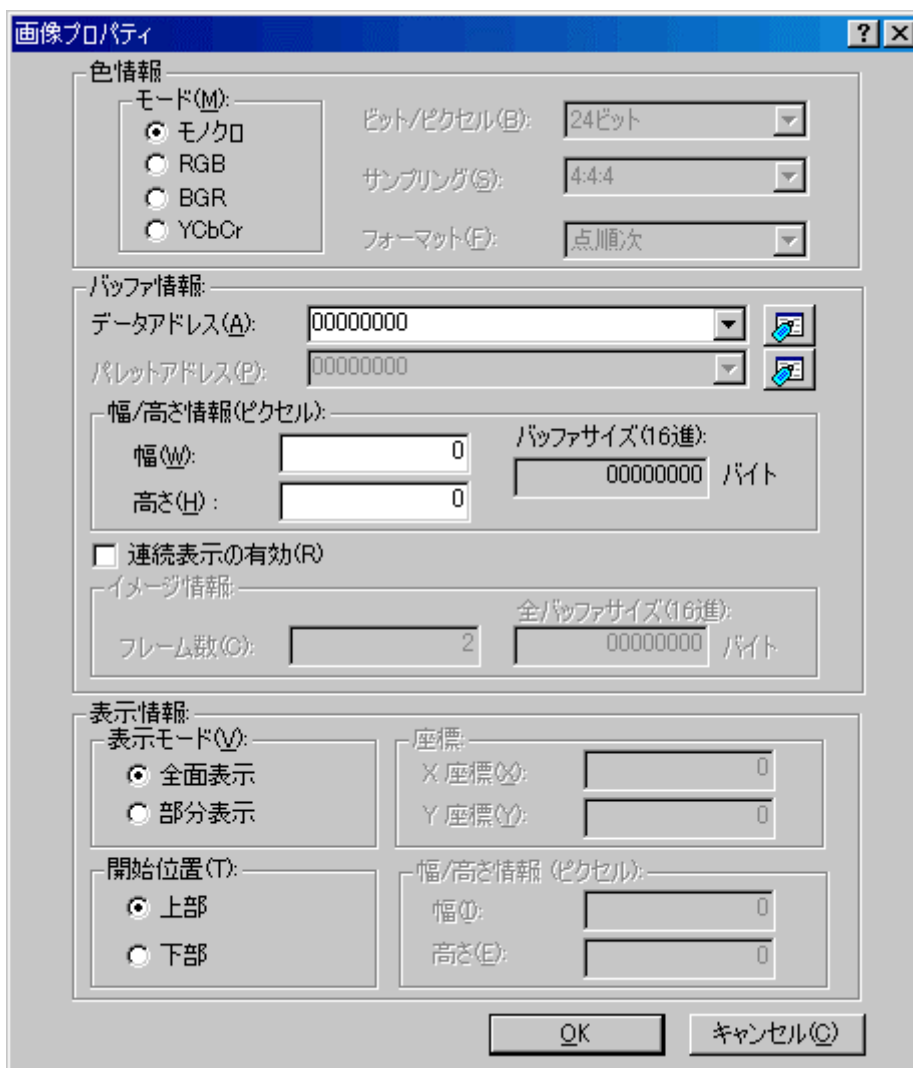 画像プロパティ
色情報
モード(M):
モノクロ
RGB
BGR
YCbCr
ビット/ピクセル(B):
24ビット
サンプリング(S):
4:4:4
フォーマット(F):
点順次
バッファ情報:
データアドレス(A):
00000000
パレットアドレス(P):
00000000
幅/高さ情報(ピクセル):
幅(W):
0
高さ(H) :
0
バッファサイズ(16進):
00000000 バイト
連続表示の有効(R)
イメージ情報:
フレーム数(C):
2
全バッファサイズ(16進):
00000000 バイト
表示情報:
表示モード(V):
全面表示
部分表示
座標:
X 座標(X):
0
Y 座標(Y):
0
開始位置(T):
上部
下部
幅/高さ情報 (ピクセル):
幅(I):
0
高さ(E):
0
OK
キャンセル(C)